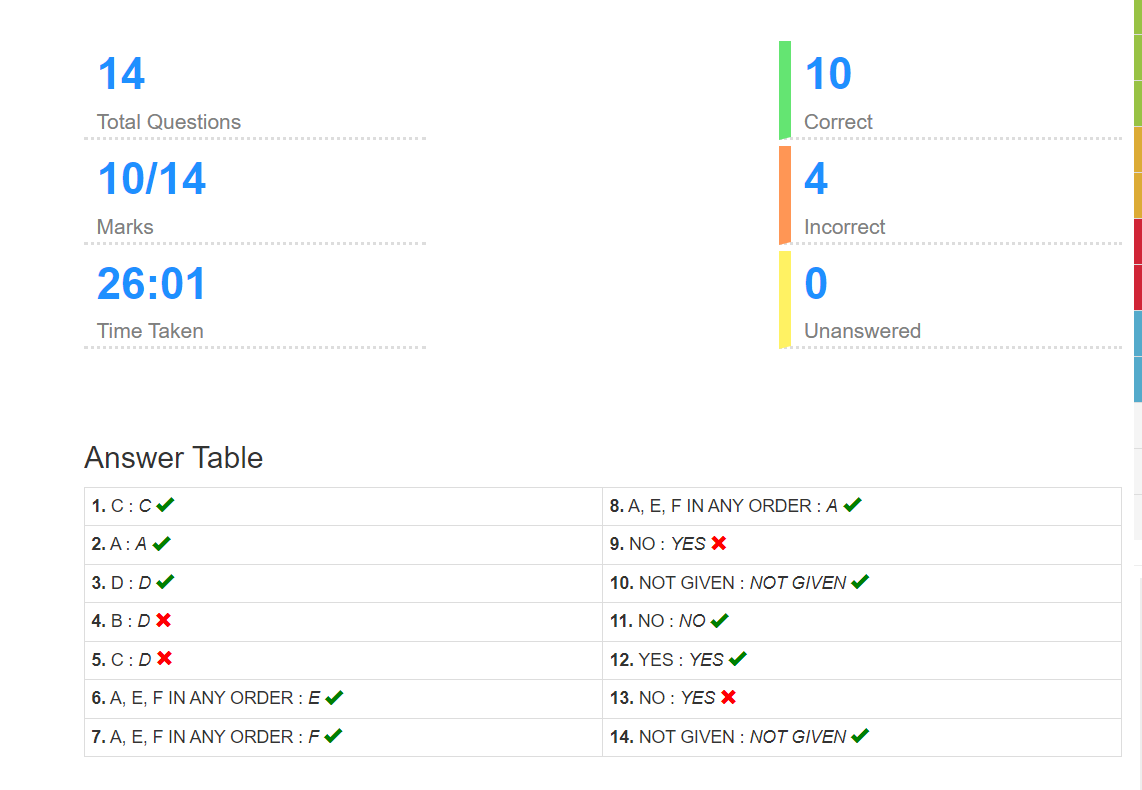 14
Total Questions
10/14
Marks
26:01
Time Taken
10
Correct
4
Incorrect
0
Unanswered
Answer Table
1. C : C
2. A : A
3. D : D
4. B : D
5. C : D
6. A, E, F IN ANY ORDER : E
7. A, E, F IN ANY ORDER : F
8. A, E, F IN ANY ORDER : A
9. NO : YES
10. NOT GIVEN : NOT GIVEN
11. NO : NO
12. YES : YES
13. NO : YES
14. NOT GIVEN : NOT GIVEN